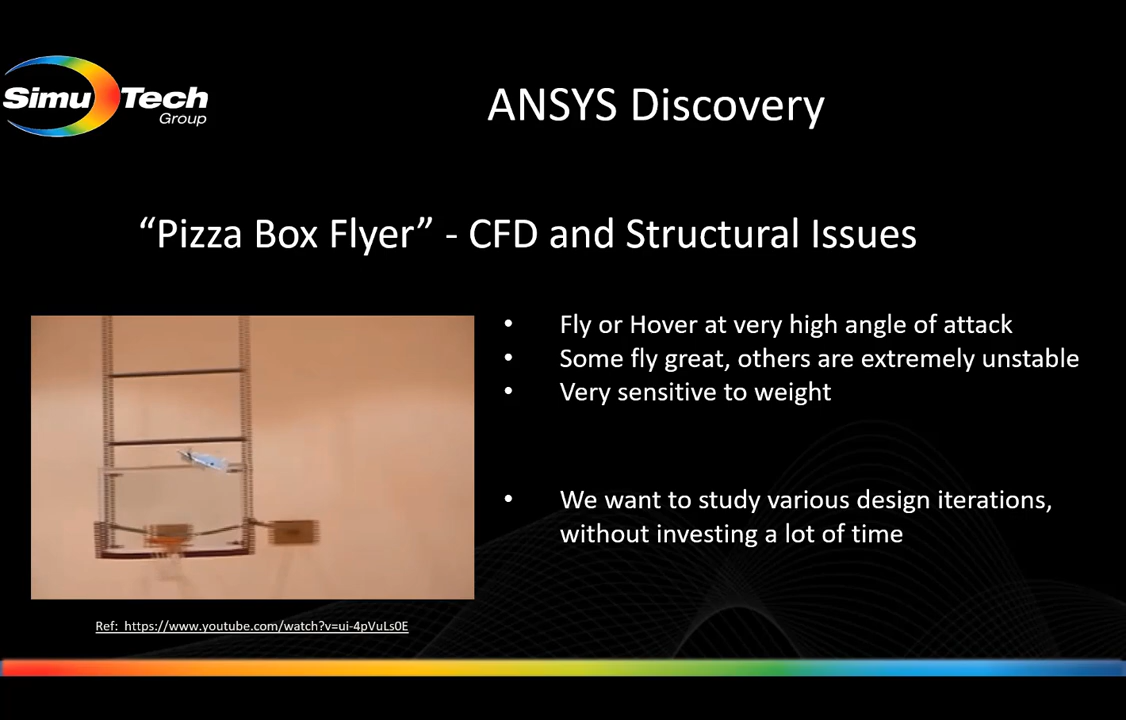 SimuTech
Group
ANSYS Discovery
“Pizza Box Flyer” - CFD and Structural Issues
• Fly or Hover at very high angle of attack
• Some fly great, others are extremely unstable
• Very sensitive to weight
• We want to study various design iterations,
without investing a lot of time
Ref: https://www.youtube.com/watch?v=ui-4pVuLs0E